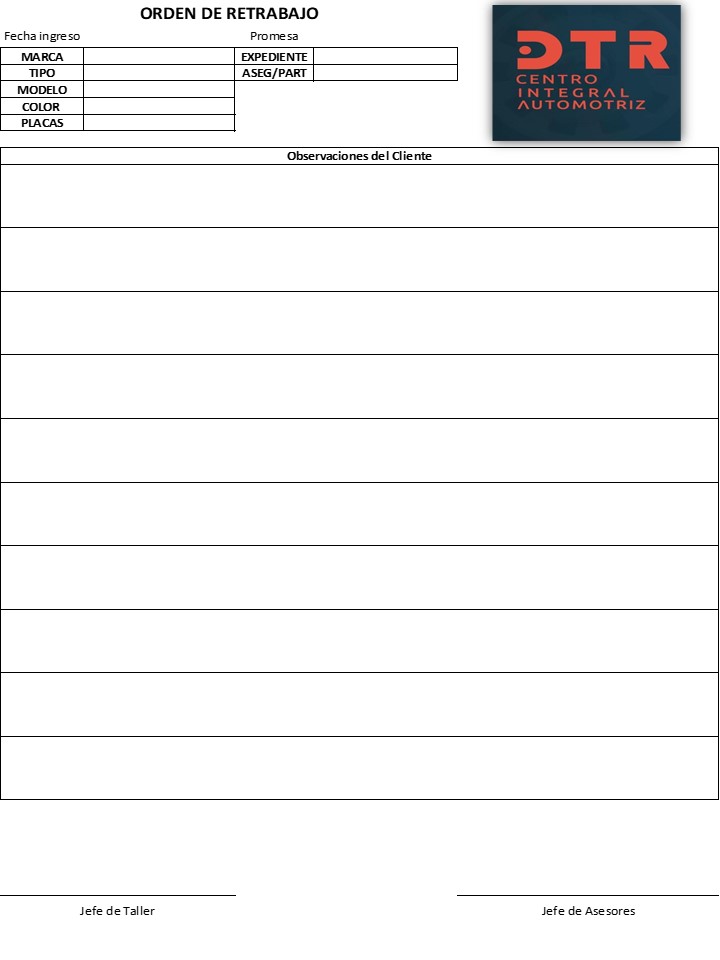 ORDEN DE RETRABAJO
Fecha ingreso Promesa
MARCA EXPEDIENTE
TIPO ASEG/PART
MODELO
COLOR
PLACAS
DTR
CENTRO
INTEGRAL
AUTOMOTRIZ
Observaciones del Cliente
Jefe de Taller Jefe de Asesores